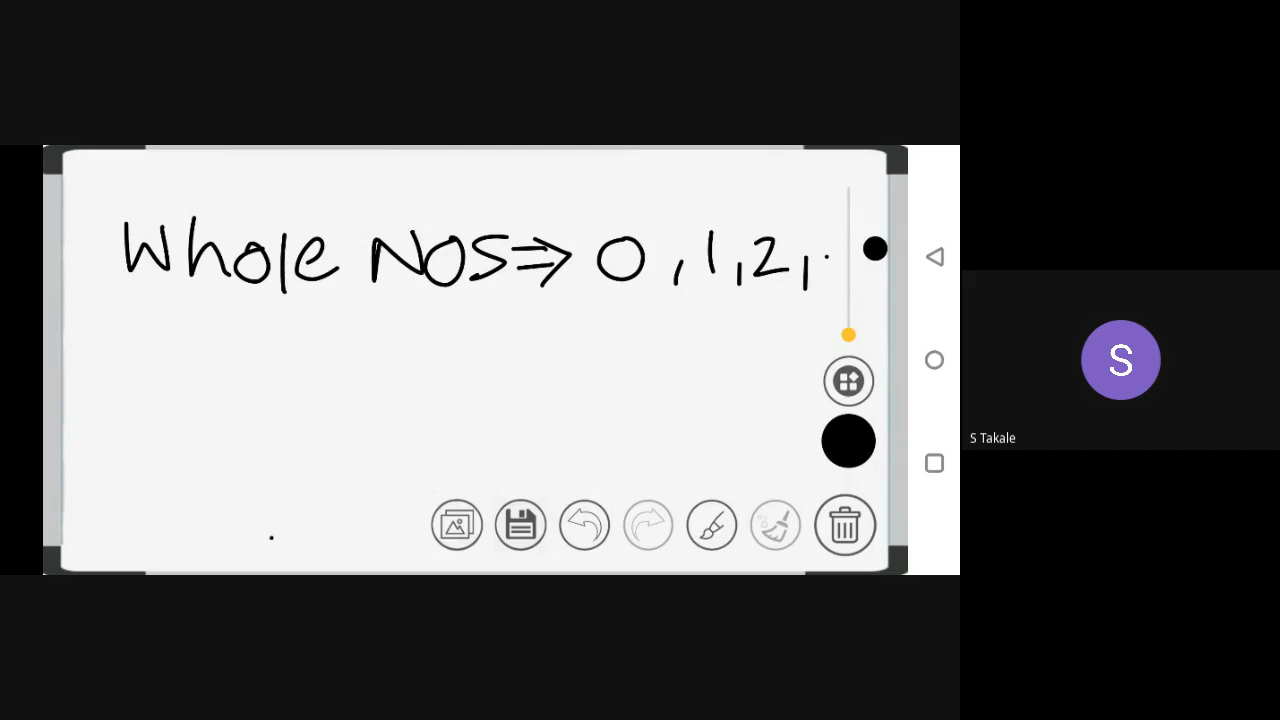 Whole NOS⇒ 0, 1, 2, .
S
S Takale